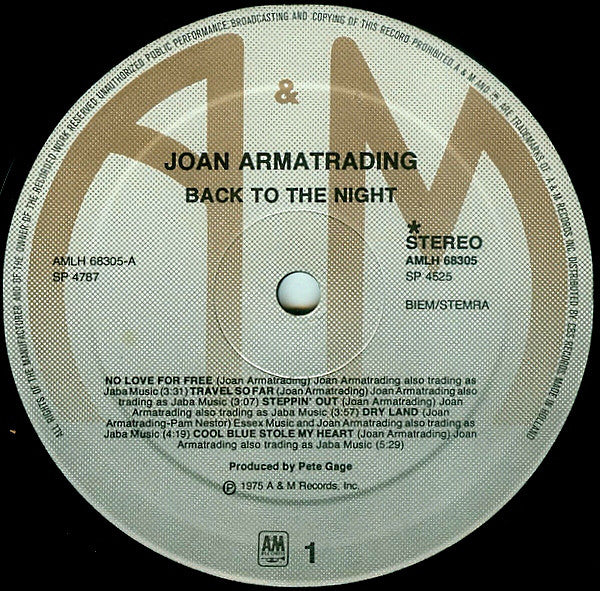 ALL RIGHTS OF THE MANUFACTURER AND OF THE OWNER OF THE RECORDED WORK RESERVED. UNAUTHORIZED PUBLIC PERFORMANCE, BROADCASTING AND COPYING OF THIS RECORD PROHIBITED. A & M AND ARE TRADEMARKS OF A & M RECORDS INC. DISTRIBUTED BY CBS RECORDS. MADE IN HOLLAND
&
JOAN ARMATRADING
BACK TO THE NIGHT
*
STEREO
AMLH 68305-A
SP 4787
AMLH 68305
SP 4525
BIEM/STEMRA
NO LOVE FOR FREE (Joan Armatrading) Joan Armatrading also trading as
Jaba Music (3:31) TRAVEL SO FAR (Joan Armatrading) Joan Armatrading also
trading as Jaba Music (3:07) STEPPIN' OUT (Joan Armatrading) Joan
Armatrading also trading as Jaba Music (3:57) DRY LAND (Joan
Armatrading-Pam Nestor) Essex Music and Joan Armatrading also trading as
Jaba Music (4:19) COOL BLUE STOLE MY HEART (Joan Armatrading) Joan
Armatrading also trading as Jaba Music (5:29)
Produced by Pete Gage
℗ 1975 A & M Records, Inc.
AM
RECORDS
1